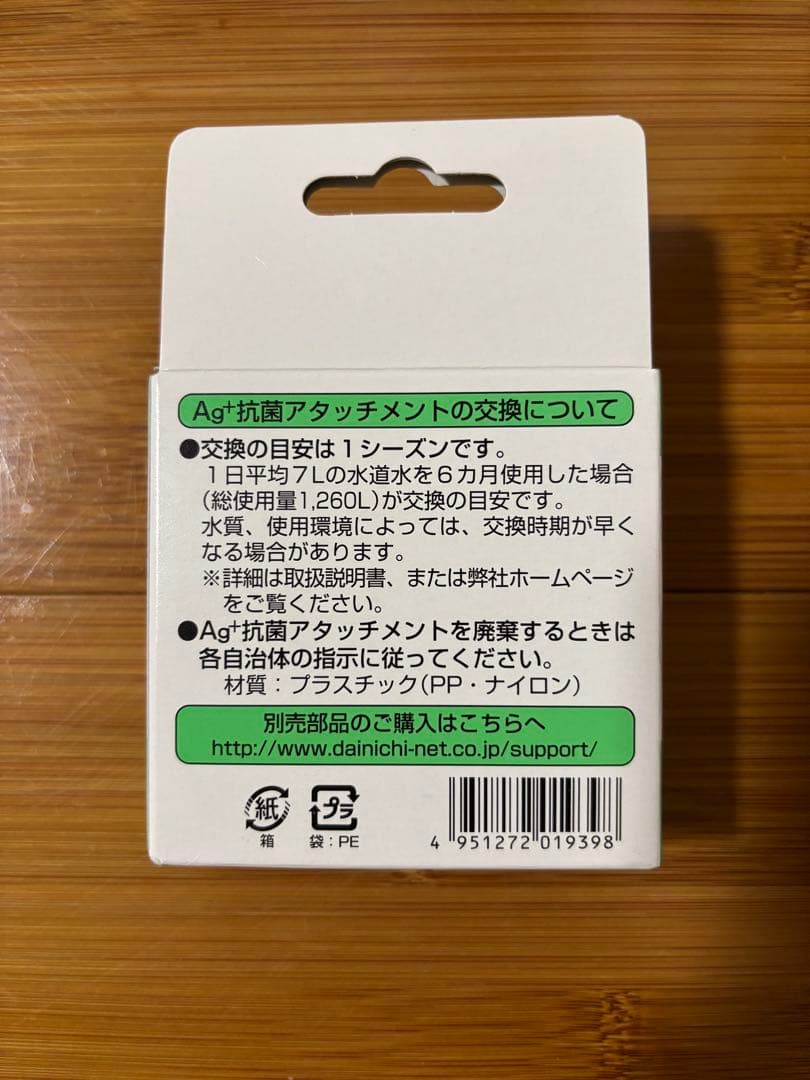 Ag⁺抗菌アタッチメントの交換について
●交換の目安は1シーズンです。
1日平均7Lの水道水を6カ月使用した場合
(総使用量1,260L)が交換の目安です。
水質、使用環境によっては、交換時期が早く
なる場合があります。
※詳細は取扱説明書、または弊社ホームページ
をご覧ください。
●Ag⁺抗菌アタッチメントを廃棄するときは
各自治体の指示に従ってください。
材質：プラスチック(PP・ナイロン)
別売部品のご購入はこちらへ
http://www.dainichi-net.co.jp/support/
紙 プラ
箱 袋：PE
4 951272 019398